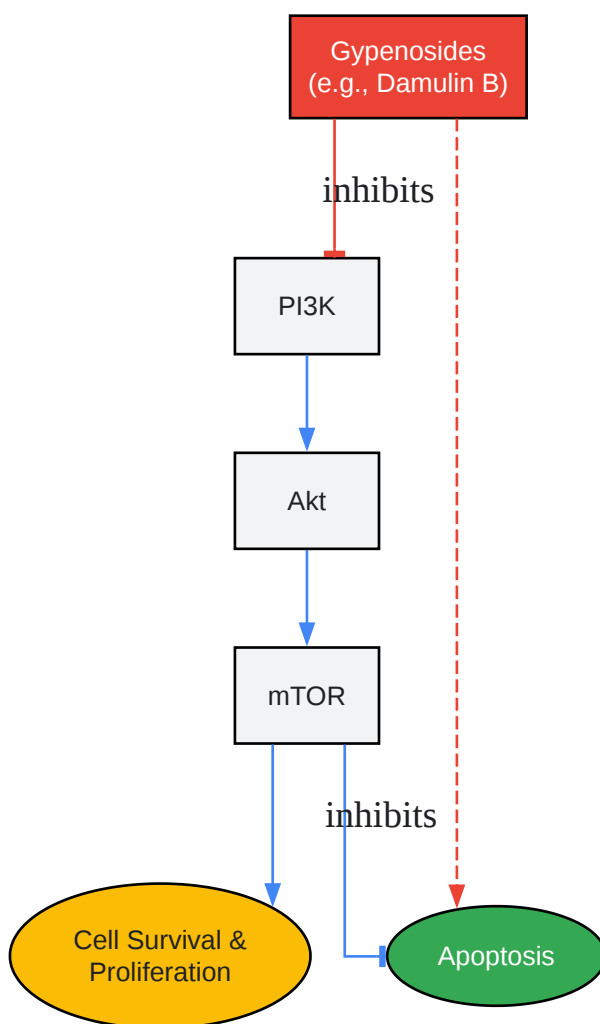 Gypenosides
(e.g., Damulin B)
inhibits
PI3K
Akt
mTOR
inhibits
Cell Survival &
Proliferation
Apoptosis